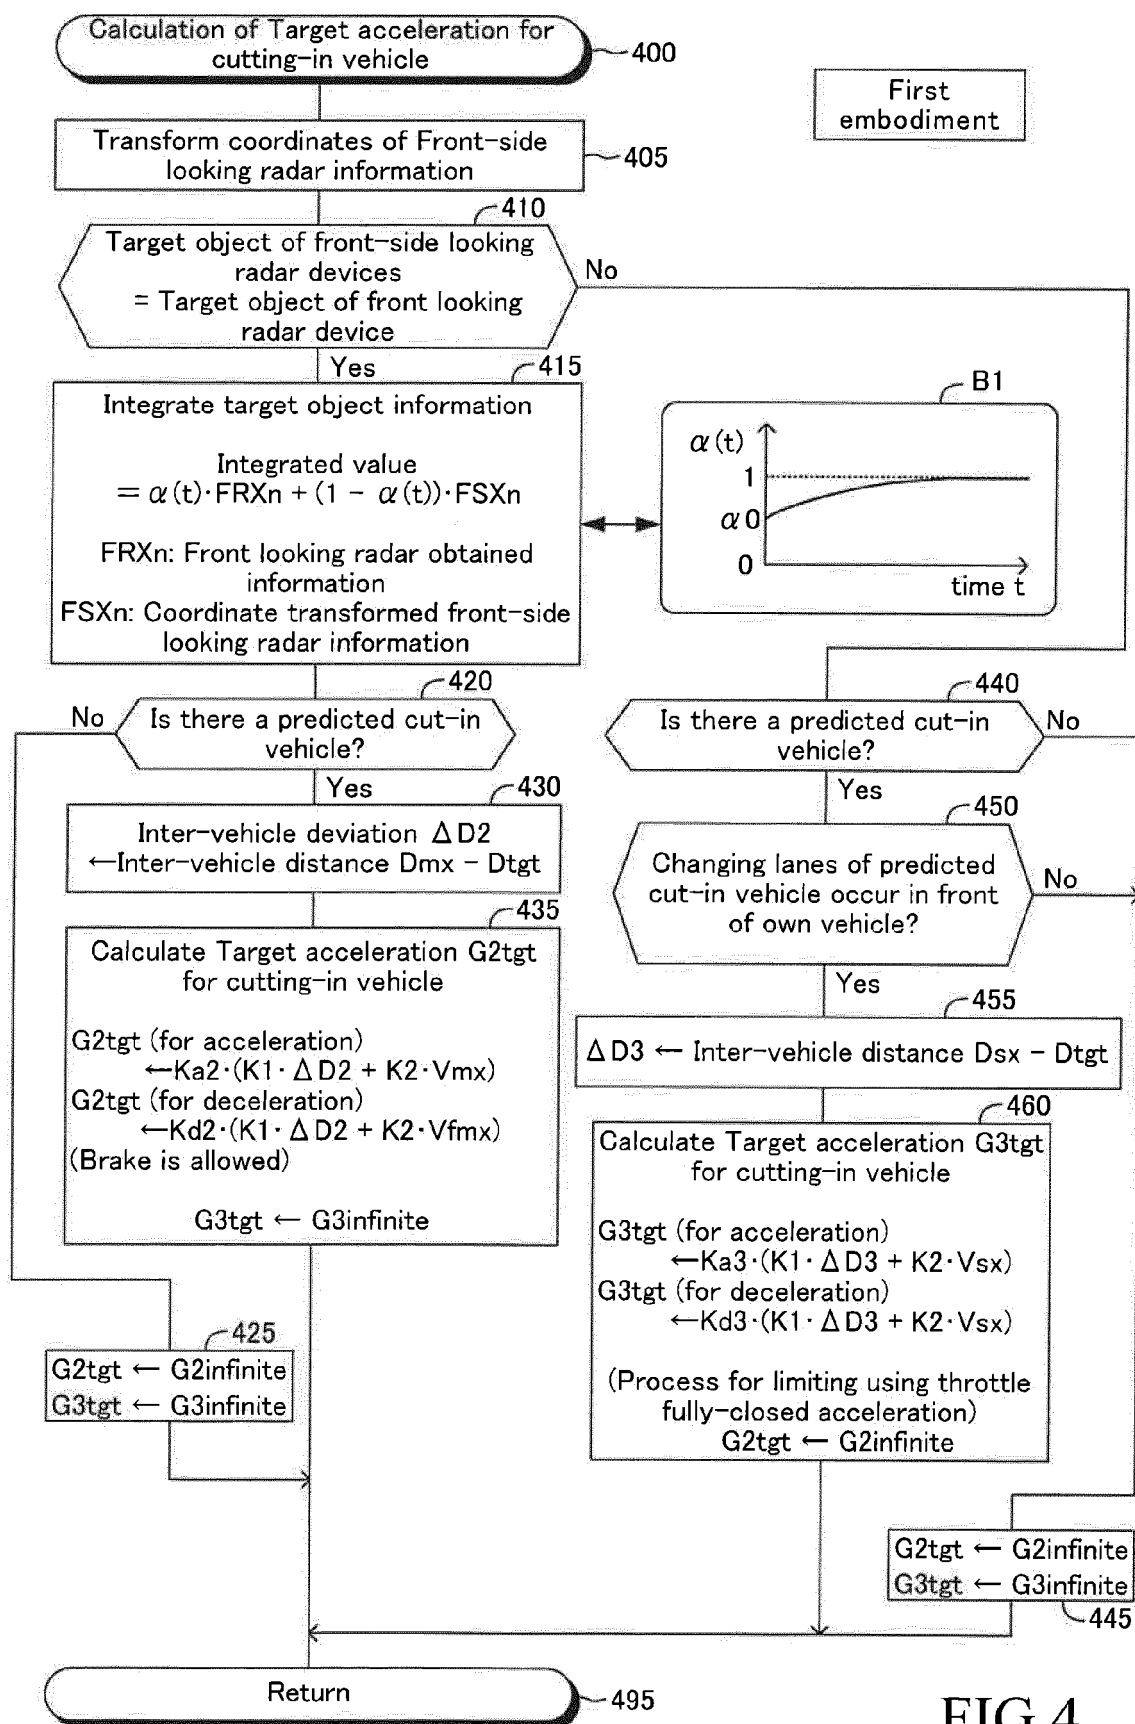 Calculation of Target acceleration for
cutting-in vehicle
400
First
embodiment
Transform coordinates of Front-side
looking radar information
405
410
Target object of front-side looking
radar devices
= Target object of front looking
radar device
No
Yes
415
Integrate target object information
Integrated value
= α(t)·FRXn + (1 - α(t))·FSXn
FRXn: Front looking radar obtained
information
FSXn: Coordinate transformed front-side
looking radar information
B1
α(t)
1
α0
0
time t
420
No
Is there a predicted cut-in
vehicle?
Yes
430
Inter-vehicle deviation ΔD2
←Inter-vehicle distance Dmx - Dtgt
435
Calculate Target acceleration G2tgt
for cutting-in vehicle
G2tgt (for acceleration)
←Ka2·(K1·ΔD2 + K2·Vmx)
G2tgt (for deceleration)
←Kd2·(K1·ΔD2 + K2·Vfmx)
(Brake is allowed)
G3tgt ← G3infinite
425
G2tgt ← G2infinite
G3tgt ← G3infinite
440
Is there a predicted cut-in
vehicle?
No
Yes
450
Changing lanes of predicted
cut-in vehicle occur in front
of own vehicle?
No
Yes
455
ΔD3 ← Inter-vehicle distance Dsx - Dtgt
460
Calculate Target acceleration G3tgt
for cutting-in vehicle
G3tgt (for acceleration)
←Ka3·(K1·ΔD3 + K2·Vsx)
G3tgt (for deceleration)
←Kd3·(K1·ΔD3 + K2·Vsx)
(Process for limiting using throttle
fully-closed acceleration)
G2tgt ← G2infinite
G2tgt ← G2infinite
G3tgt ← G3infinite
445
Return
495
FIG.4